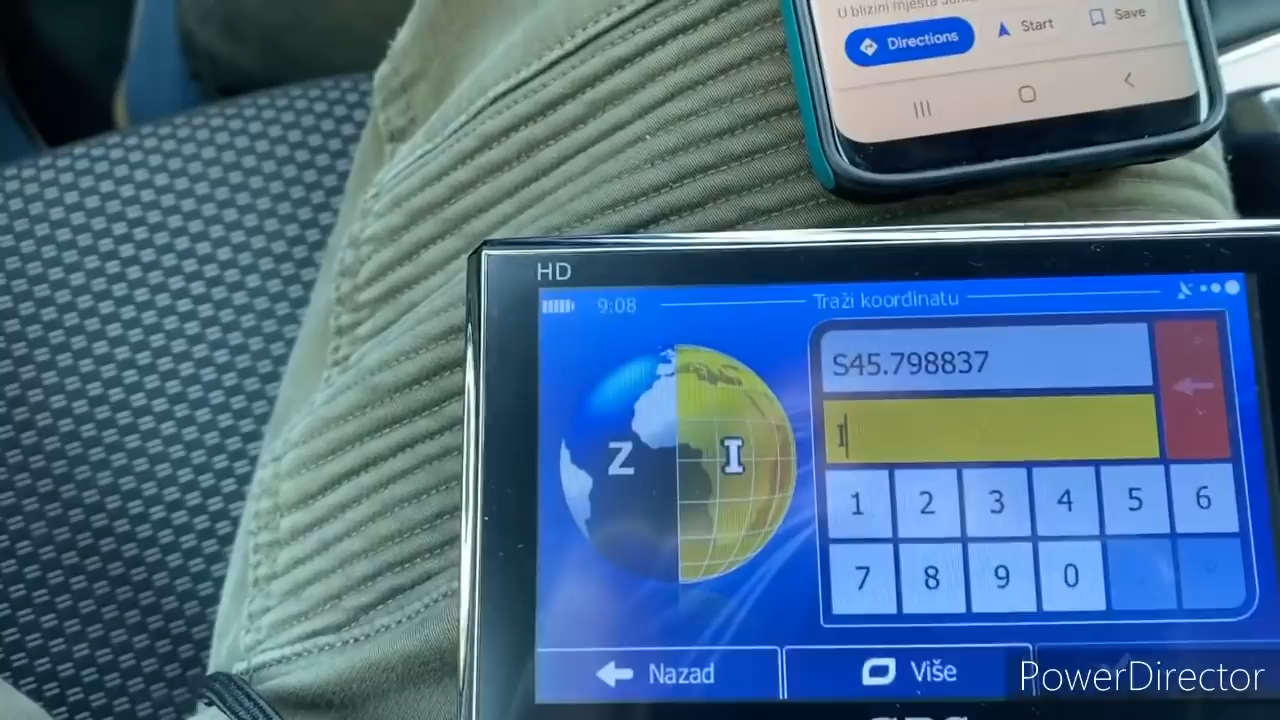 U blizini mjesta
Directions
Start
Save
HD
9:08
Traži koordinatu
S45.798837
I
Z
I
1 2 3 4 5 6
7 8 9 0
Nazad
Više
PowerDirector